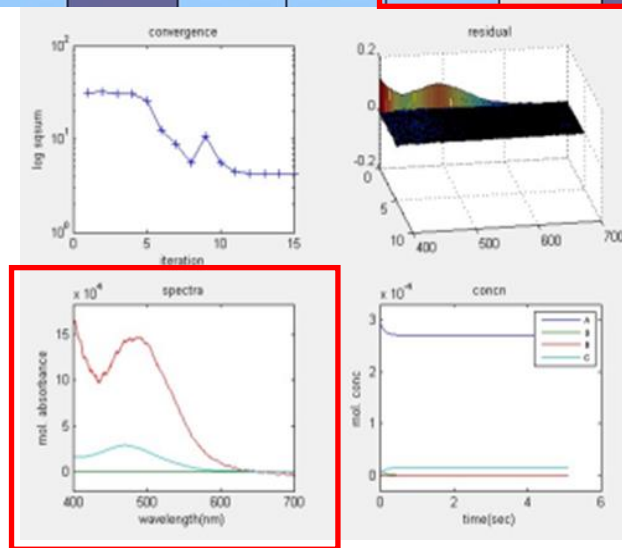 convergence
10²
10¹
10⁰
log sqsum
0
5
10
15
iteration
residual
0.2
0
-0.2
0
5
10
400
500
600
700
spectra
x 10⁴
15
10
5
0
mol. absorbance
400
500
600
700
wavelength(nm)
concn
x 10⁻⁴
3
2
1
0
mol. conc
0
2
4
6
time(sec)
A
B
C